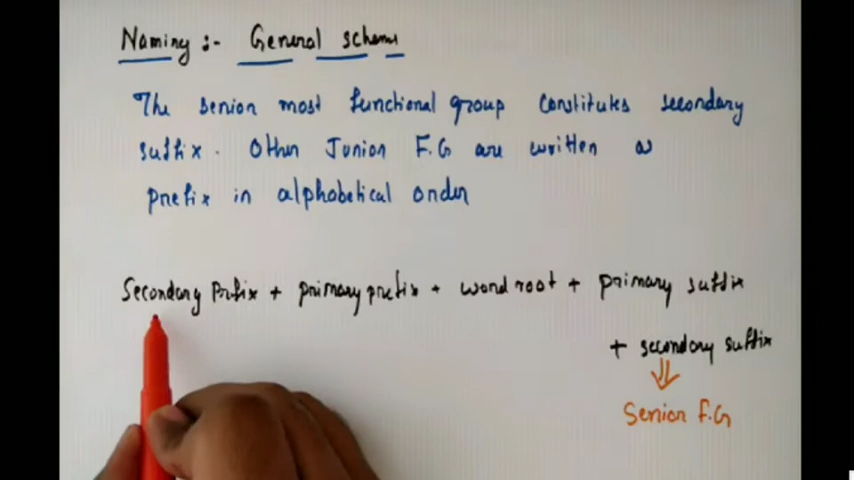 Naming :- General scheme
The senior most functional group constitutes secondary
suffix. Other Junior F.G are written as
prefix in alphabetical order
Secondary Prefix + primary prefix + word root + primary suffix
+ secondary suffix
Senior F.G